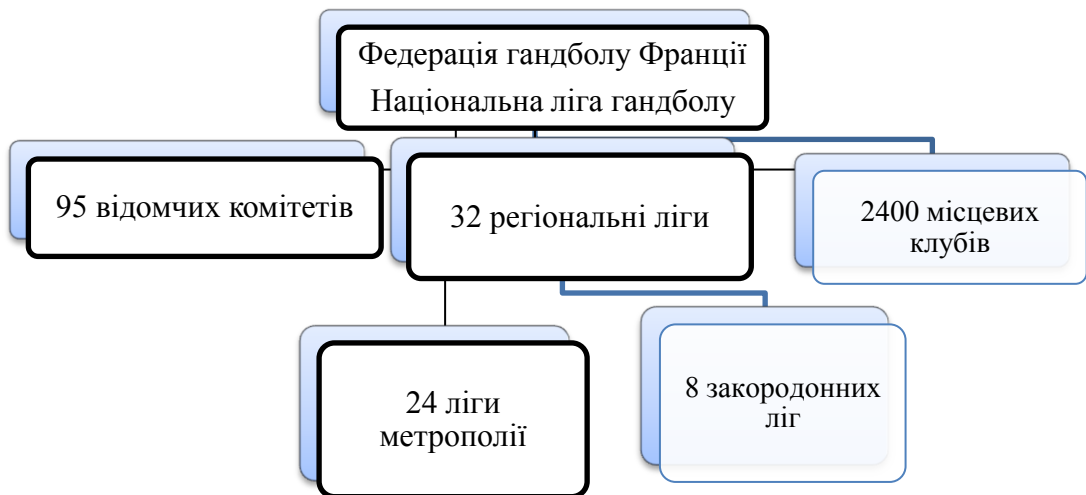 Федерація гандболу Франції
Національна ліга гандболу
95 відомчих комітетів
32 регіональні ліги
2400 місцевих
клубів
24 ліги
метрополії
8 закородонних
ліг